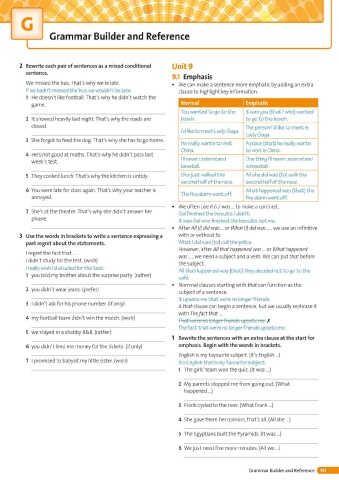 G
Grammar Builder and Reference
2 Rewrite each pair of sentences as a mixed conditional
sentence.
We missed the bus. That's why we're late.
If we hadn't missed the bus, we wouldn't be late.
1 He doesn't like football. That's why he didn't watch the
game.
2 It snowed heavily last night. That's why the roads are
closed.
3 She forgot to feed the dog. That's why she has to go home.
4 He's not good at maths. That's why he didn't pass last
week's test.
5 They cooked lunch. That's why the kitchen is untidy.
6 You were late for class again. That's why your teacher is
annoyed.
7 She's at the theatre. That's why she didn't answer her
phone.
3 Use the words in brackets to write a sentence expressing a
past regret about the statements.
I regret the fact that …
I didn't study for the test. (wish)
I really wish I'd studied for the test.
1 you told my brother about the surprise party. (rather)
2 you didn't wear jeans. (prefer)
3 I didn't ask for his phone number. (if only)
4 my football team didn't win the match. (wish)
5 we stayed in a shabby B&B. (rather)
6 you didn't lend me money for the tickets. (if only)
7 I promised to babysit my little sister. (wish)
Unit 9
9.1 Emphasis
• We can make a sentence more emphatic by adding an extra
clause to highlight key information.
Normal Emphatic
You wanted to go to the
beach.
It was you (that / who) wanted
to go to the beach.
I'd like to meet Lady Gaga.
The person I'd like to meet is
Lady Gaga.
He really wants to visit
China.
A place (that) he really wants
to visit is China.
I'll never understand
baseball.
One thing I'll never understand
is baseball.
She just walked the
second half of the race.
All she did was (to) walk the
second half of the race.
The fire alarm went off.
What happened was (that) the
fire alarm went off.
• We often use it is / was … to make a contrast.
Gal finished the biscuits. I didn't.
It was Gal who finished the biscuits, not me.
• After All (I) did was … or What (I) did was …, we use an infinitive
with or without to.
What I did was (to) call the police.
However, after All that happened was … or What happened
was …, we need a subject and a verb. We can put that before
the subject.
All that happened was (that) they decided not to go to the
café.
• Nominal clauses starting with that can function as the
subject of a sentence.
It upsets me that we're no longer friends.
A that-clause can begin a sentence, but we usually rephrase it
with The fact that …
That we're no longer friends upsets me. ✗
The fact that we're no longer friends upsets me.
1 Rewrite the sentences with an extra clause at the start for
emphasis. Begin with the words in brackets.
English is my favourite subject. (It's English …)
It's English that's my favourite subject.
1 The girls' team won the quiz. (It was …)
2 My parents stopped me from going out. (What
happened …)
3 Frank cycled to the river. (What Frank …)
4 She gave them her opinion, that's all. (All she …)
5 The Egyptians built the Pyramids. (It was …)
6 We just need five more minutes. (All we …)
Grammar Builder and Reference 131